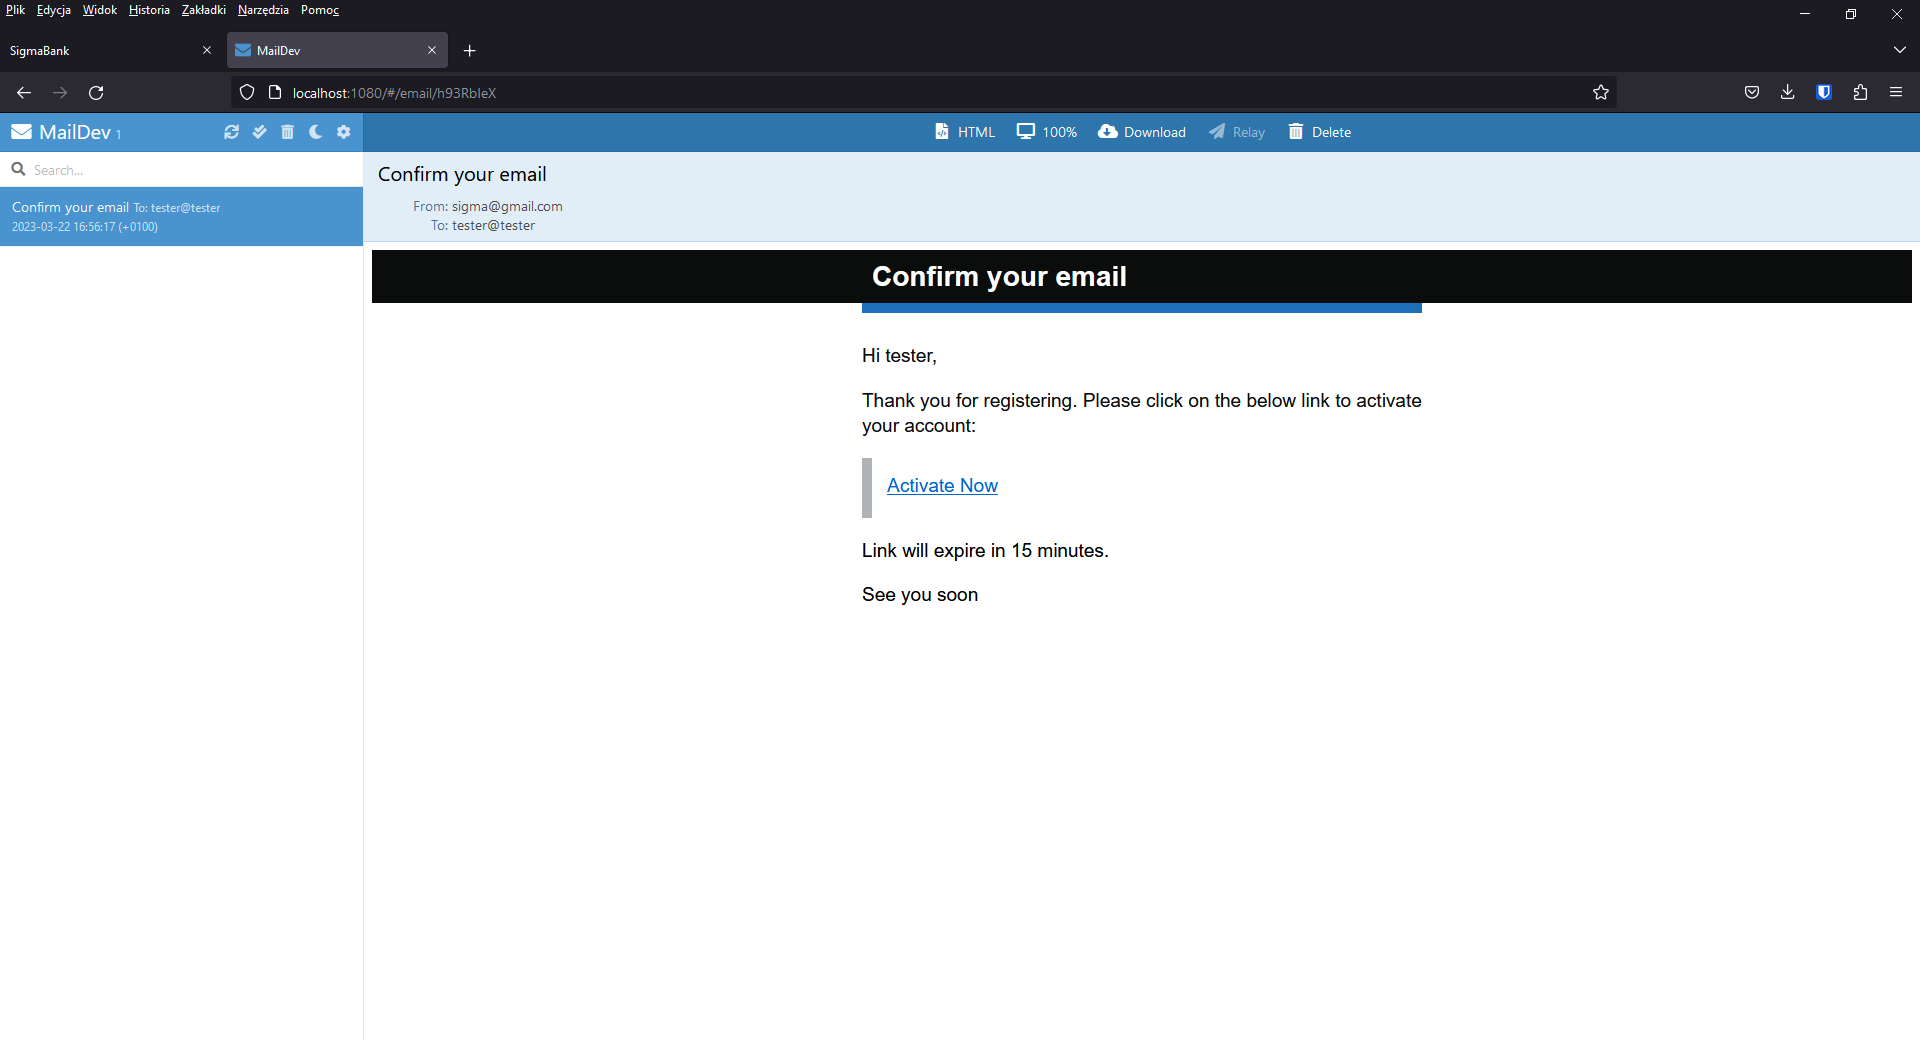 Plik Edycja Widok Historia Zakładki Narzędzia Pomoc
SigmaBank
MailDev
localhost:1080/#/email/h93RbIeX
MailDev 1
HTML 100% Download Relay Delete
Search...
Confirm your email To: tester@tester
2023-03-22 16:56:17 (+0100)
Confirm your email
From: sigma@gmail.com
To: tester@tester
Confirm your email
Hi tester,
Thank you for registering. Please click on the below link to activate
your account:
Activate Now
Link will expire in 15 minutes.
See you soon